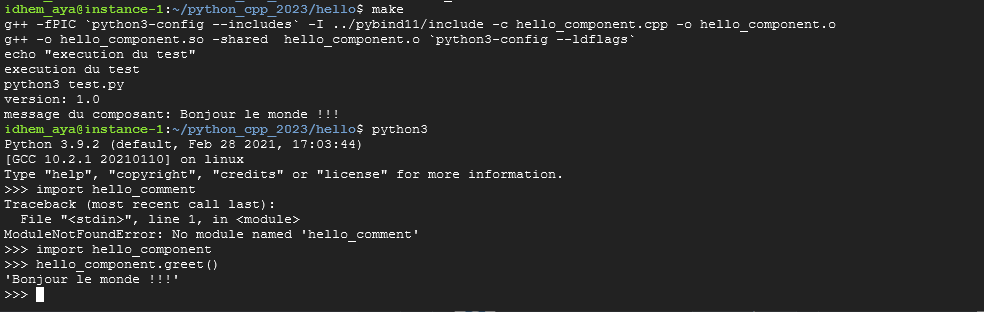 idhem_aya@instance-1:~/python_cpp_2023/hello$ make
g++ -fPIC `python3-config --includes` -I ../pybind11/include -c hello_component.cpp -o hello_component.o
g++ -o hello_component.so -shared  hello_component.o `python3-config --ldflags`
echo "execution du test"
execution du test
python3 test.py
version: 1.0
message du composant: Bonjour le monde !!!
idhem_aya@instance-1:~/python_cpp_2023/hello$ python3
Python 3.9.2 (default, Feb 28 2021, 17:03:44)
[GCC 10.2.1 20210110] on linux
Type "help", "copyright", "credits" or "license" for more information.
>>> import hello_comment
Traceback (most recent call last):
  File "<stdin>", line 1, in <module>
ModuleNotFoundError: No module named 'hello_comment'
>>> import hello_component
>>> hello_component.greet()
'Bonjour le monde !!!'
>>>